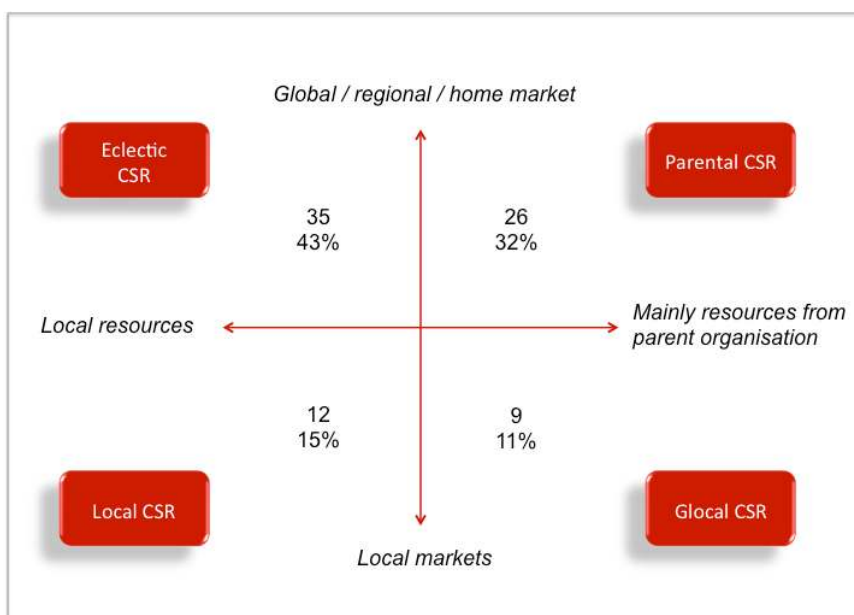 Global / regional / home market
Eclectic
CSR
Parental CSR
35
43%
26
32%
Local resources
Mainly resources from
parent organisation
12
15%
9
11%
Local CSR
Glocal CSR
Local markets